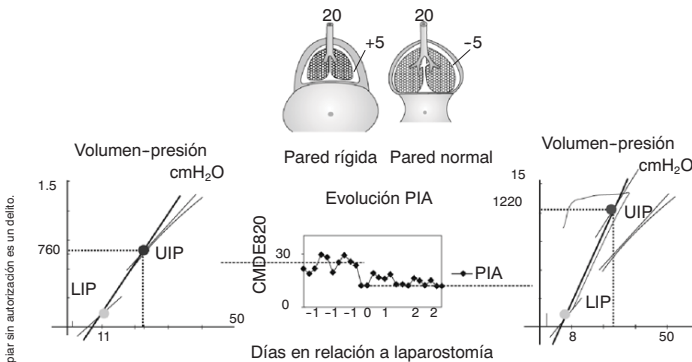 20
20
+5
-5
Pared rígida
Pared normal
Volumen-presión
cmH₂O
1.5
760
UIP
LIP
11
50
Evolución PIA
CMDE820
30
0
PIA
-1 -1 -1 0 1 2 2
Días en relación a laparostomía
Volumen-presión
cmH₂O
15
1220
UIP
LIP
8
50
piar sin autorización es un delito.